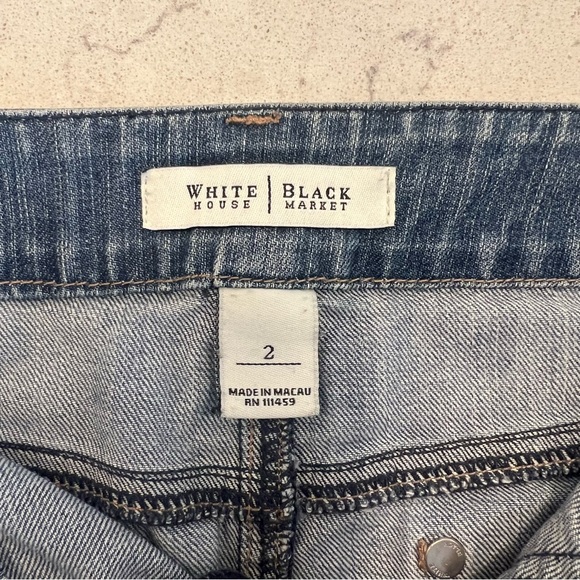 WHITE | BLACK
HOUSE | MARKET
2
MADE IN MACAU
RN 111459